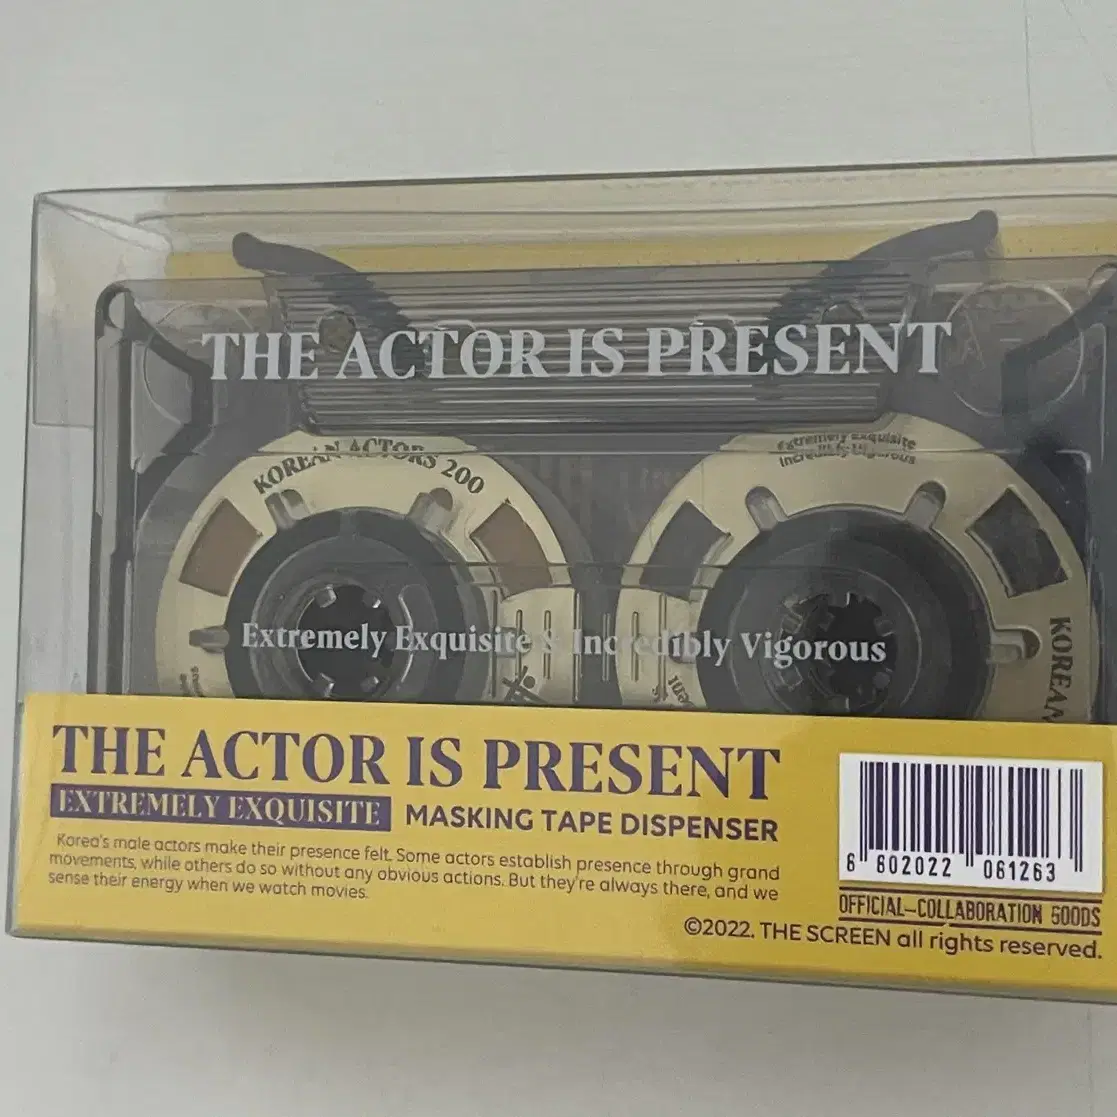 THE ACTOR IS PRESENT
KOREAN ACTORS 200
Extremely Exquisite
Incredibly Vigorous
Extremely Exquisite & Incredibly Vigorous
KOREAN
THE ACTOR IS PRESENT
EXTREMELY EXQUISITE MASKING TAPE DISPENSER
Korea's male actors make their presence felt. Some actors establish presence through grand
movements, while others do so without any obvious actions. But they're always there, and we
sense their energy when we watch movies.
6 602022 061263
OFFICIAL-COLLABORATION GOODS
©2022. THE SCREEN all rights reserved.